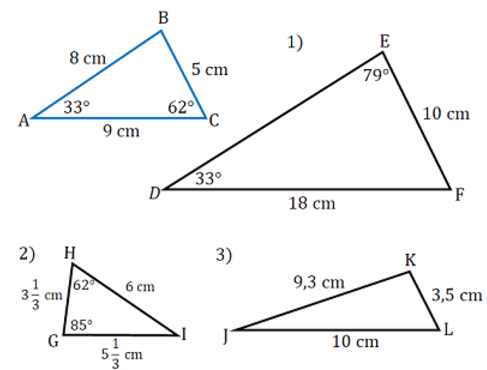 B
8 cm
5 cm
A
33°
62°
C
9 cm
1)
E
79°
10 cm
D
33°
F
18 cm
2)
H
3 1/3 cm
62°
6 cm
85°
G
I
5 1/3 cm
3)
K
9,3 cm
3,5 cm
J
L
10 cm